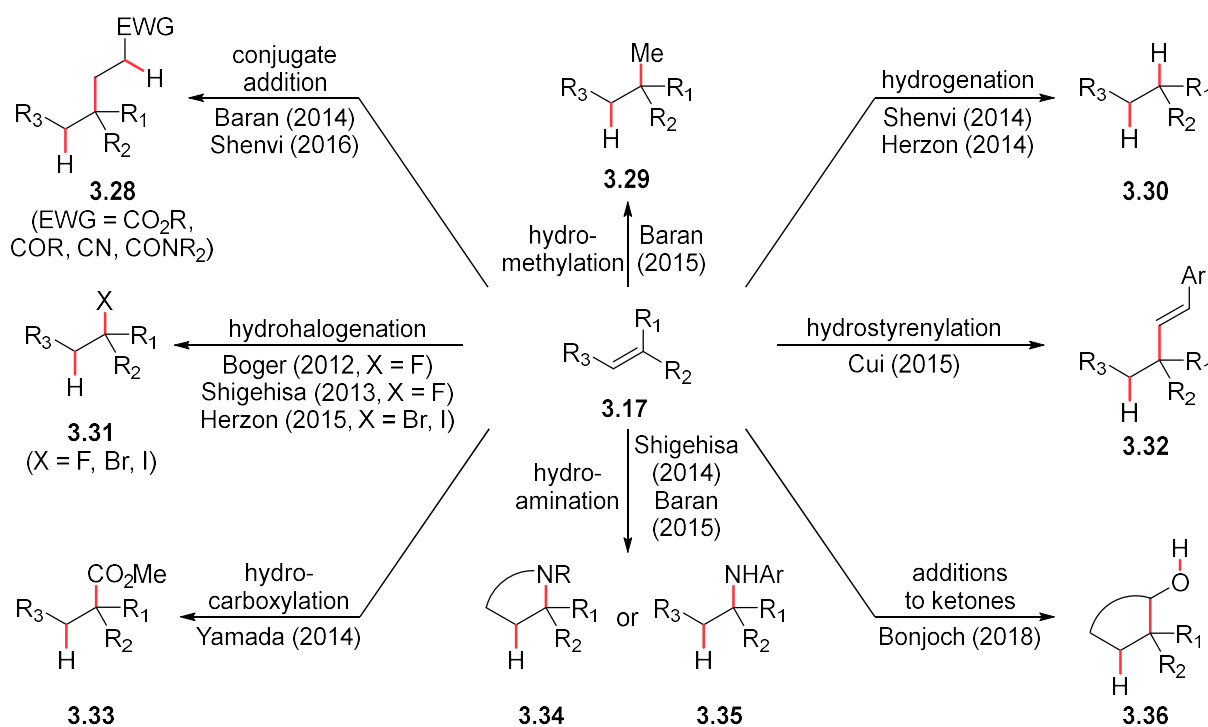 EWG
H
R3
R1
R2
H
3.28
(EWG = CO2R,
COR, CN, CONR2)
conjugate
addition
Baran (2014)
Shenvi (2016)
Me
R3
R1
R2
H
3.29
hydro-
methylation
Baran
(2015)
hydrogenation
Shenvi (2014)
Herzon (2014)
H
R3
R1
R2
H
3.30
X
R3
R1
R2
H
3.31
(X = F, Br, I)
hydrohalogenation
Boger (2012, X = F)
Shigehisa (2013, X = F)
Herzon (2015, X = Br, I)
R1
R3
R2
3.17
hydrostyrenylation
Cui (2015)
Ar
R3
R1
R2
H
3.32
CO2Me
R3
R1
R2
H
3.33
hydro-
carboxylation
Yamada (2014)
hydro-
amination
Shigehisa
(2014)
Baran
(2015)
NR
R1
R2
H
3.34
or
NHAr
R3
R1
R2
H
3.35
additions
to ketones
Bonjoch (2018)
H
O
R1
R2
H
3.36